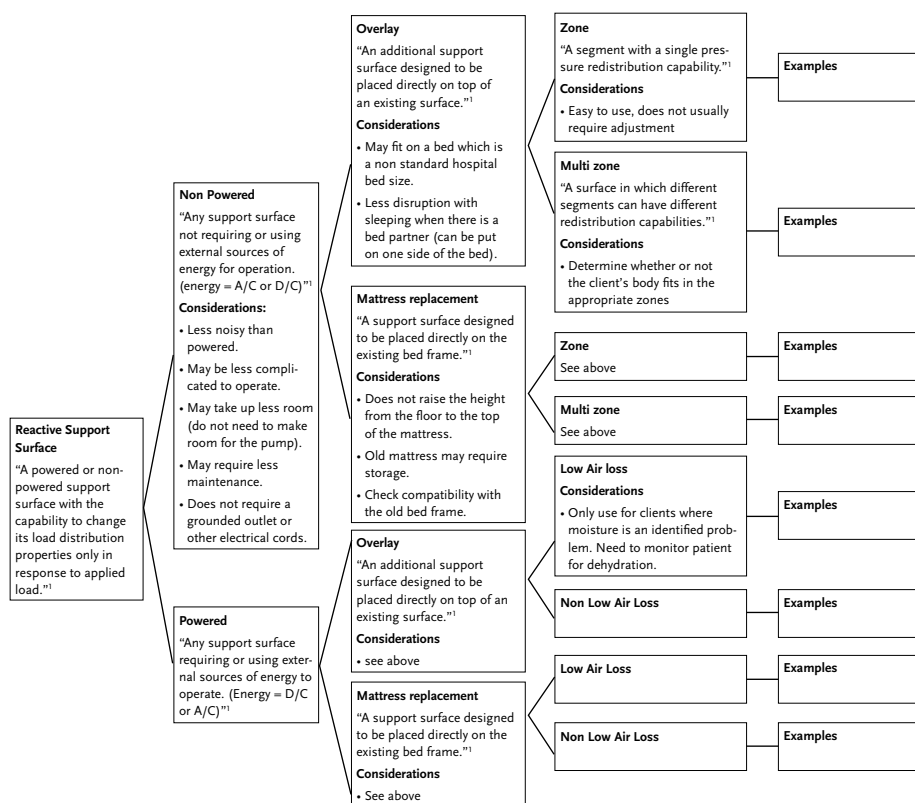 Reactive Support
Surface
“A powered or non-
powered support
surface with the
capability to change
its load distribution
properties only in
response to applied
load.”1
Non Powered
“Any support surface
not requiring or using
external sources of
energy for operation.
(energy = A/C or D/C)”1
Considerations:
• Less noisy than
powered.
• May be less compli-
cated to operate.
• May take up less room
(do not need to make
room for the pump).
• May require less
maintenance.
• Does not require a
grounded outlet or
other electrical cords.
Powered
“Any support surface
requiring or using exter-
nal sources of energy to
operate. (Energy = D/C
or A/C)”1
Overlay
“An additional support
surface designed to be
placed directly on top of
an existing surface.”1
Considerations
• May fit on a bed which is
a non standard hospital
bed size.
• Less disruption with
sleeping when there is a
bed partner (can be put
on one side of the bed).
Mattress replacement
“A support surface designed
to be placed directly on the
existing bed frame.”1
Considerations
• Does not raise the height
from the floor to the top
of the mattress.
• Old mattress may require
storage.
• Check compatibility with
the old bed frame.
Overlay
“An additional support
surface designed to be
placed directly on top of an
existing surface.”1
Considerations
• see above
Mattress replacement
“A support surface designed
to be placed directly on the
existing bed frame.”1
Considerations
• See above
Zone
“A segment with a single pres-
sure redistribution capability.”1
Considerations
• Easy to use, does not usually
require adjustment
Multi zone
“A surface in which different
segments can have different
redistribution capabilities.”1
Considerations
• Determine whether or not
the client’s body fits in the
appropriate zones
Zone
See above
Multi zone
See above
Low Air loss
Considerations
• Only use for clients where
moisture is an identified prob-
lem. Need to monitor patient
for dehydration.
Non Low Air Loss
Low Air Loss
Non Low Air Loss
Examples
Examples
Examples
Examples
Examples
Examples
Examples
Examples